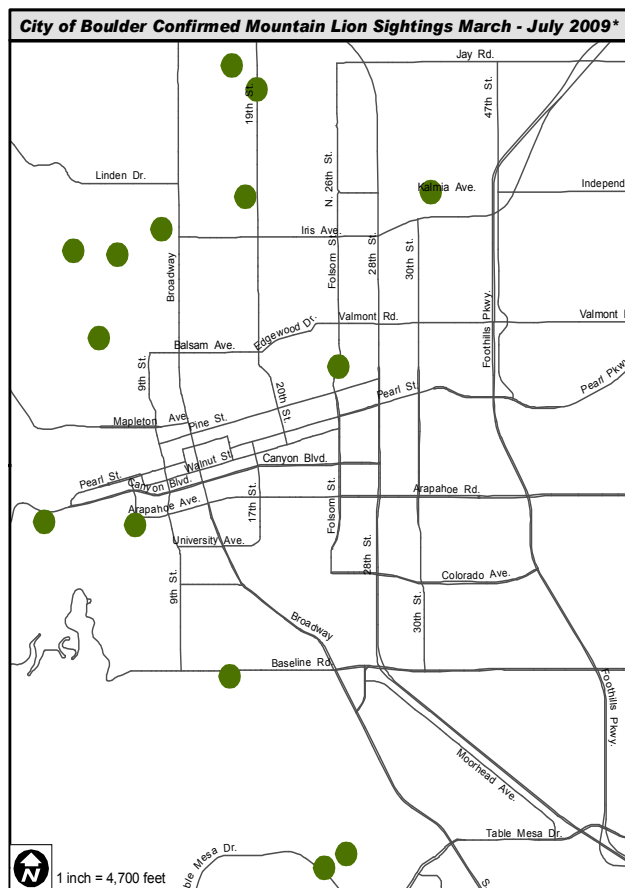 City of Boulder Confirmed Mountain Lion Sightings March - July 2009*
Jay Rd.
19th St.
47th St.
N. 26th St.
Linden Dr.
Kalmia Ave.
Independ
Iris Ave.
Folsom S
28th St.
30th St.
Broadway
Foothills Pkwy.
Valmont Rd.
Valmont
Edgewood Dr.
Balsam Ave.
9th St.
20th St.
Pearl St.
Pearl Pkwy
Mapleton Ave.
Pine St.
Walnut St.
Canyon Blvd.
Pearl St.
Canyon Blvd.
Arapahoe Rd.
Arapahoe Ave.
17th St.
Folsom St.
University Ave.
28th St.
Colorado Ave.
9th St.
30th St.
Broadway
Baseline Rd.
Foothills Pkwy.
Moorhead Ave.
Table Mesa Dr.
ble Mesa Dr.
S
N
1 inch = 4,700 feet